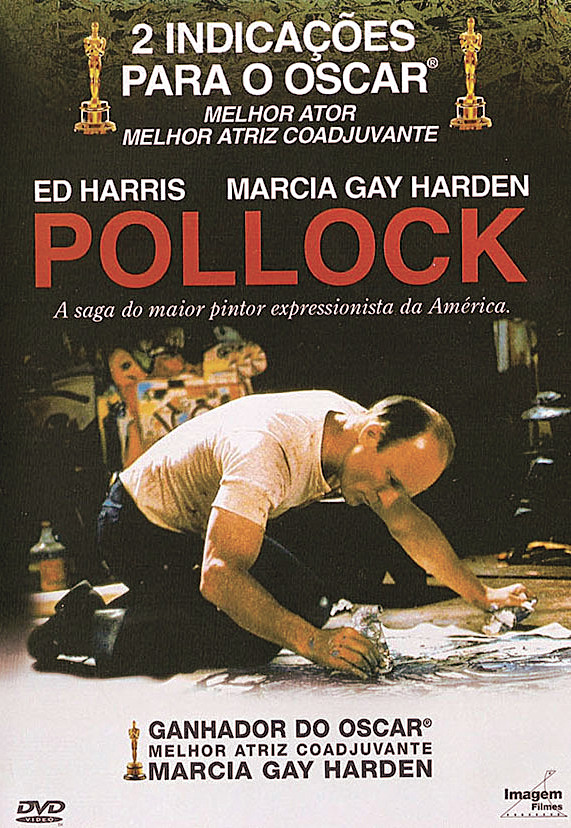 2 INDICAÇÕES
PARA O OSCAR®
MELHOR ATOR
MELHOR ATRIZ COADJUVANTE
ED HARRIS MARCIA GAY HARDEN
POLLOCK
A saga do maior pintor expressionista da América.
GANHADOR DO OSCAR®
MELHOR ATRIZ COADJUVANTE
MARCIA GAY HARDEN
DVD
VIDEO
Imagem
Filmes